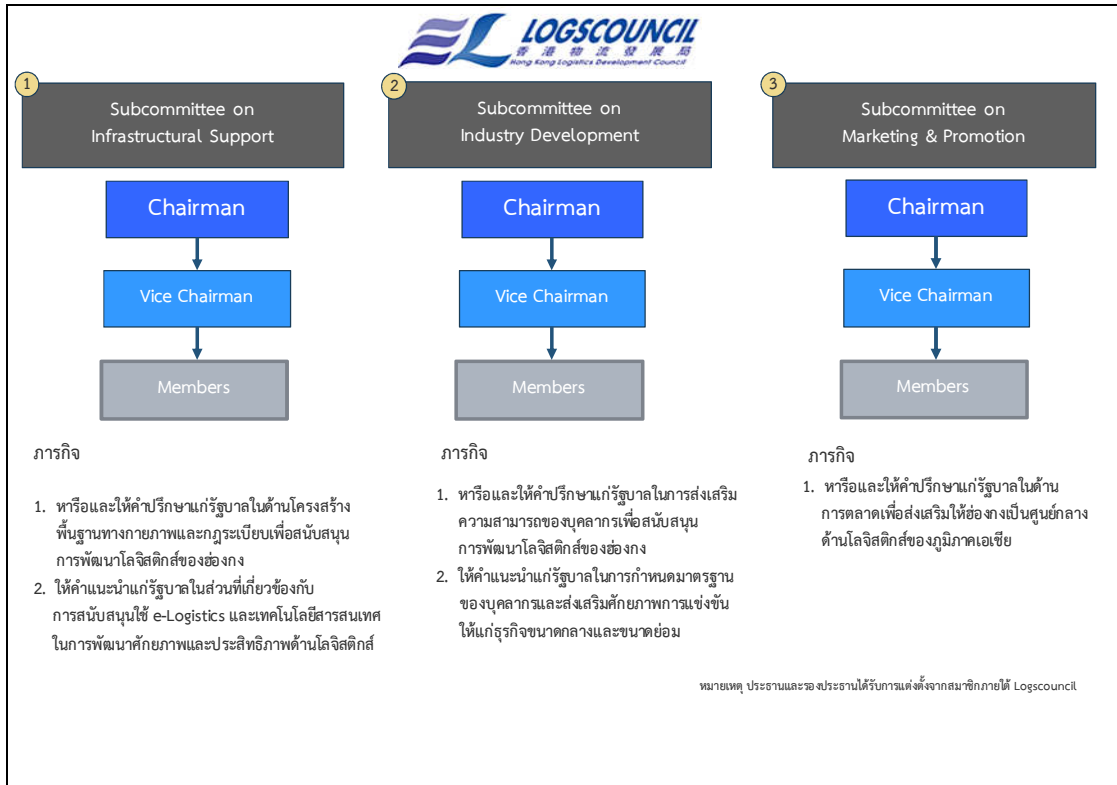 LOGSCOUNCIL
香港物流發展局
Hong Kong Logistics Development Council
1
Subcommittee on
Infrastructural Support
Chairman
Vice Chairman
Members
ภารกิจ
1. หารือและให้คำปรึกษาแก่รัฐบาลในด้านโครงสร้าง
พื้นฐานทางกายภาพและกฎระเบียบเพื่อสนับสนุน
การพัฒนาโลจิสติกส์ของฮ่องกง
2. ให้คำแนะนำแก่รัฐบาลในส่วนที่เกี่ยวข้องกับ
การสนับสนุนใช้ e-Logistics และเทคโนโลยีสารสนเทศ
ในการพัฒนาศักยภาพและประสิทธิภาพด้านโลจิสติกส์
2
Subcommittee on
Industry Development
Chairman
Vice Chairman
Members
ภารกิจ
1. หารือและให้คำปรึกษาแก่รัฐบาลในการส่งเสริม
ความสามารถของบุคลากรเพื่อสนับสนุน
การพัฒนาโลจิสติกส์ของฮ่องกง
2. ให้คำแนะนำแก่รัฐบาลในการกำหนดมาตรฐาน
ของบุคลากรและส่งเสริมศักยภาพการแข่งขัน
ให้แก่ธุรกิจขนาดกลางและขนาดย่อม
3
Subcommittee on
Marketing & Promotion
Chairman
Vice Chairman
Members
ภารกิจ
1. หารือและให้คำปรึกษาแก่รัฐบาลในด้าน
การตลาดเพื่อส่งเสริมให้ฮ่องกงเป็นศูนย์กลาง
ด้านโลจิสติกส์ของภูมิภาคเอเชีย
หมายเหตุ ประธานและรองประธานได้รับการแต่งตั้งจากสมาชิกภายใต้ Logscouncil